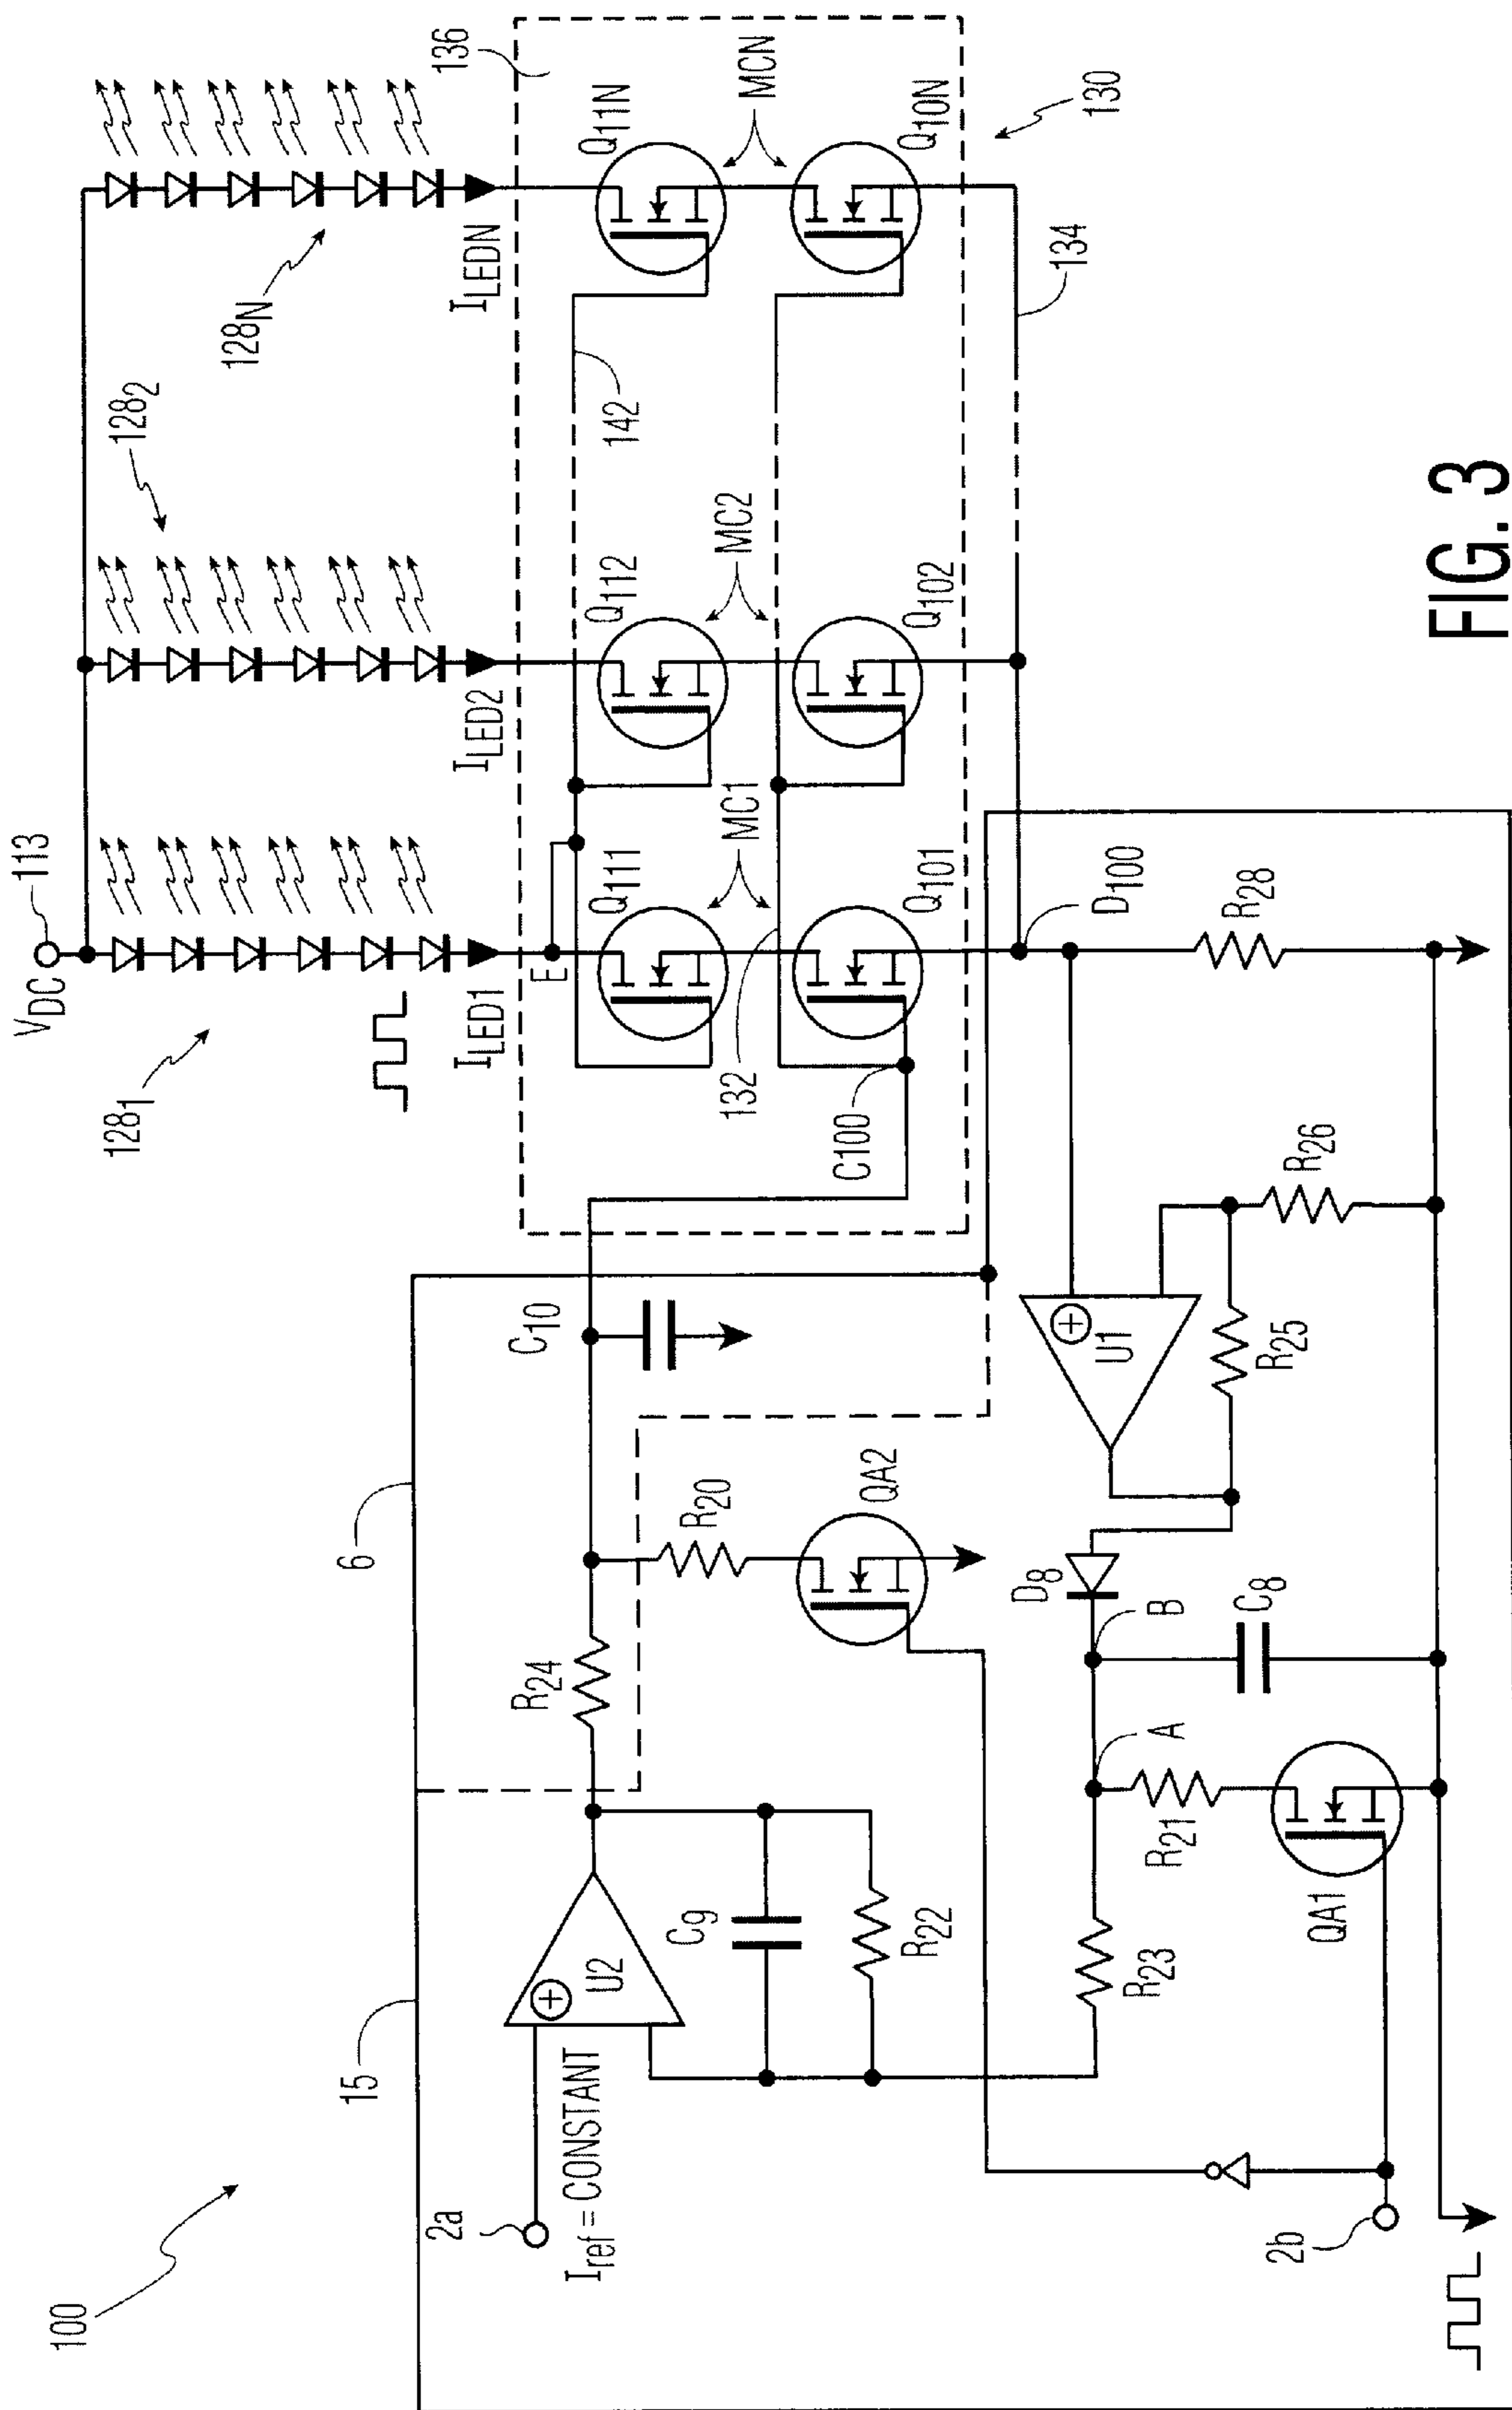 100
V_DC
113
128_1
128_2
128_N
I_LED1
I_LED2
I_LEDN
136
E
Q_111
Q_112
Q_11N
142
MC1
MC2
MCN
132
C100
Q_101
Q_102
Q_10N
130
134
D_100
15
6
2a
I_ref = CONSTANT
+
U2
C_9
R_22
R_24
C_10
R_20
QA2
R_23
A
B
D_8
C_8
R_21
QA1
+
U1
R_25
R_26
R_28
2b
FIG. 3